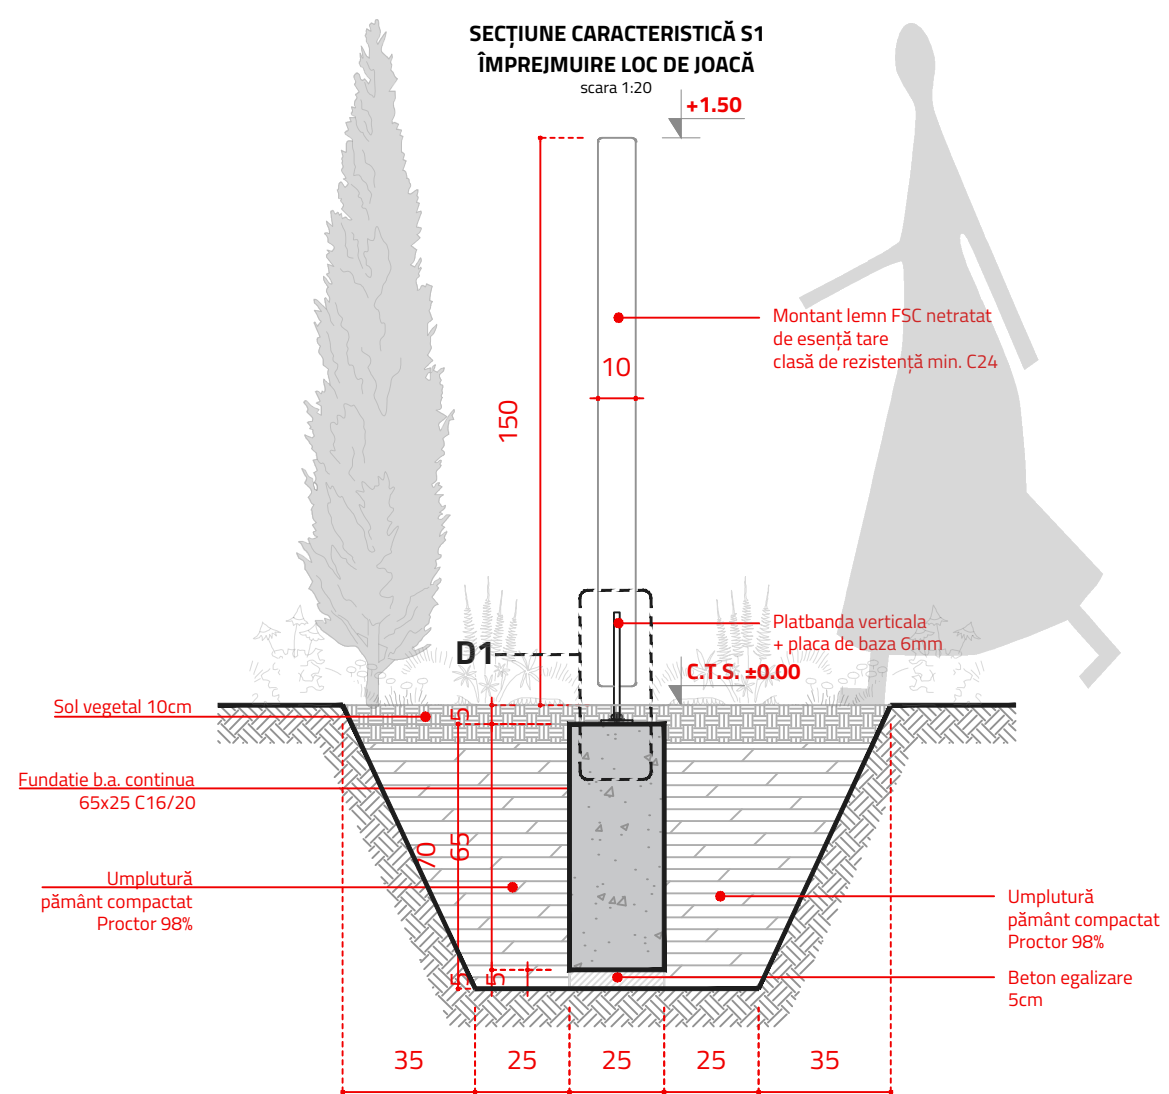 SECȚIUNE CARACTERISTICĂ S1
ÎMPREJMUIRE LOC DE JOACĂ
scara 1:20
+1.50
Montant lemn FSC netratat
de esență tare
clasă de rezistență min. C24
10
150
Platbanda verticala
+ placa de baza 6mm
D1
C.T.S. ±0.00
Sol vegetal 10cm
5
Fundatie b.a. continua
65x25 C16/20
70
65
Umplutură
pământ compactat
Proctor 98%
Umplutură
pământ compactat
Proctor 98%
Beton egalizare
5cm
5
5
35
25
25
25
35